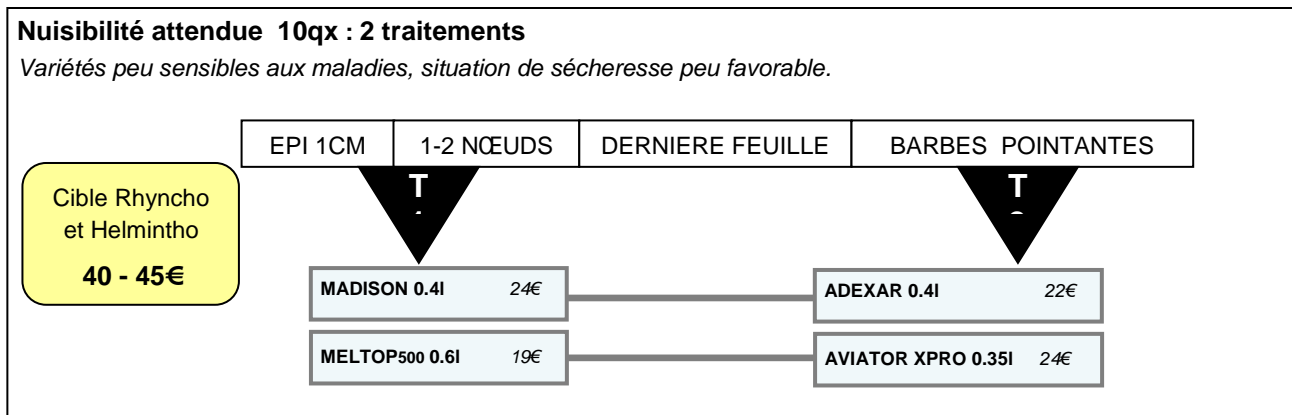 Nuisibilité attendue 10qx : 2 traitements
Variétés peu sensibles aux maladies, situation de sécheresse peu favorable.
EPI 1CM 1-2 NŒUDS DERNIERE FEUILLE BARBES POINTANTES
T T
Cible Rhyncho
et Helmintho
40 - 45€
MADISON 0.4l 24€ ADEXAR 0.4l 22€
MELTOP500 0.6l 19€ AVIATOR XPRO 0.35l 24€